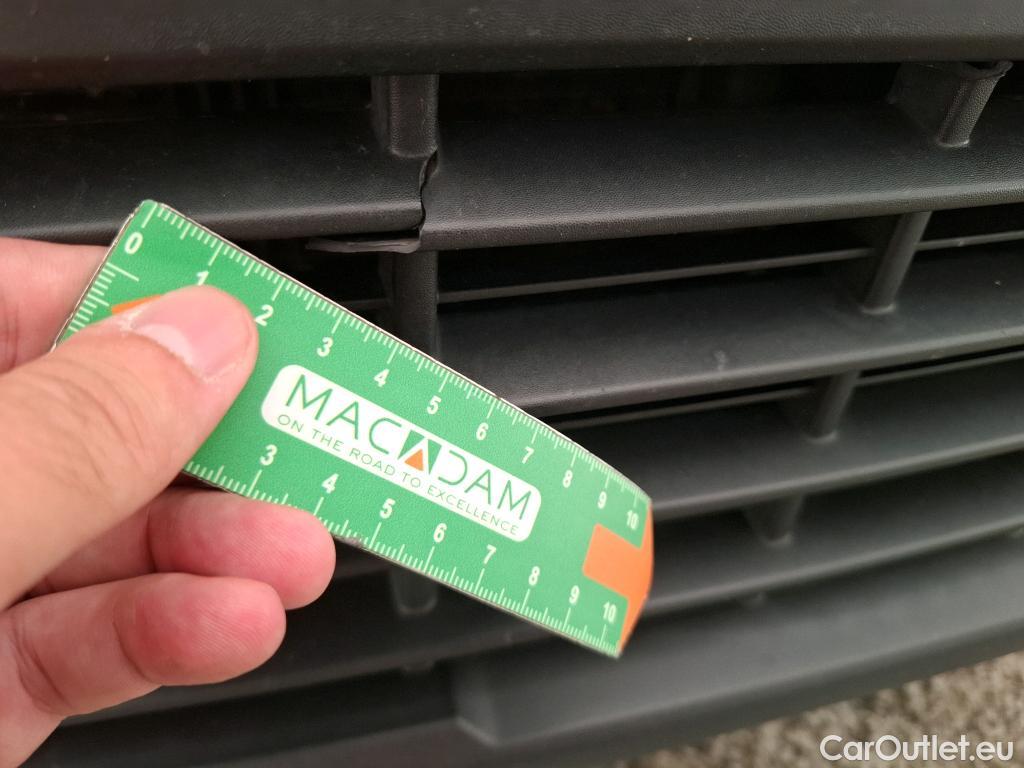 0 1 2 3 4 5 6 7 8 9 10
MACADAM
ON THE ROAD TO EXCELLENCE
3 4 5 6 7 8 9 10
CarOutlet.eu